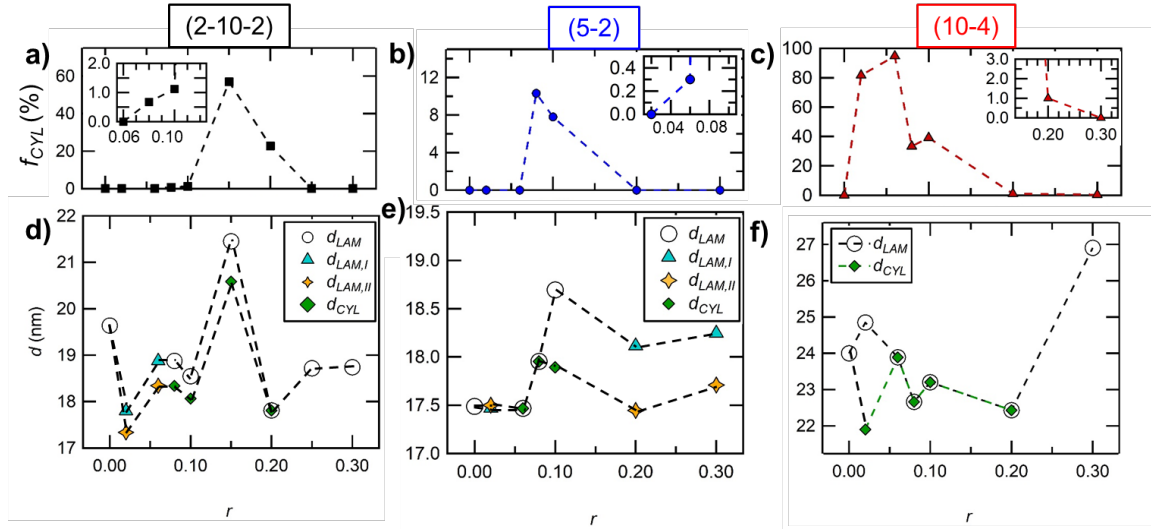 (2-10-2)
(5-2)
(10-4)
a)
f_CYL (%)
60
40
20
0
2.0
1.0
0.0
0.06 0.10
b)
12
8
4
0
0.4
0.2
0.0
0.04 0.08
c)
100
80
60
40
20
0
3.0
2.0
1.0
0.0
0.20 0.30
d)
d (nm)
22
21
20
19
18
17
d_LAM
d_LAM,I
d_LAM,II
d_CYL
0.00 0.10 0.20 0.30
r
e)
19.5
19.0
18.5
18.0
17.5
17.0
d_LAM
d_LAM,I
d_LAM,II
d_CYL
0.00 0.10 0.20 0.30
r
f)
27
26
25
24
23
22
d_LAM
d_CYL
0.00 0.10 0.20 0.30
r